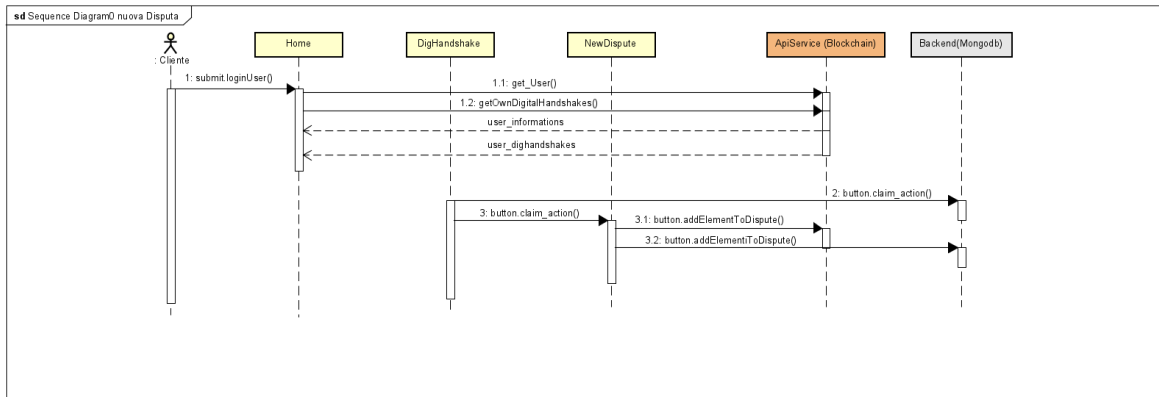 sd Sequence Diagram0 nuova Disputa
: Cliente
Home
DigHandshake
NewDispute
ApiService (Blockchain)
Backend(Mongodb)
1: submit.loginUser()
1.1: get_User()
1.2: getOwnDigitalHandshakes()
user_informations
user_dighandshakes
2: button.claim_action()
3: button.claim_action()
3.1: button.addElementToDispute()
3.2: button.addElementiToDispute()